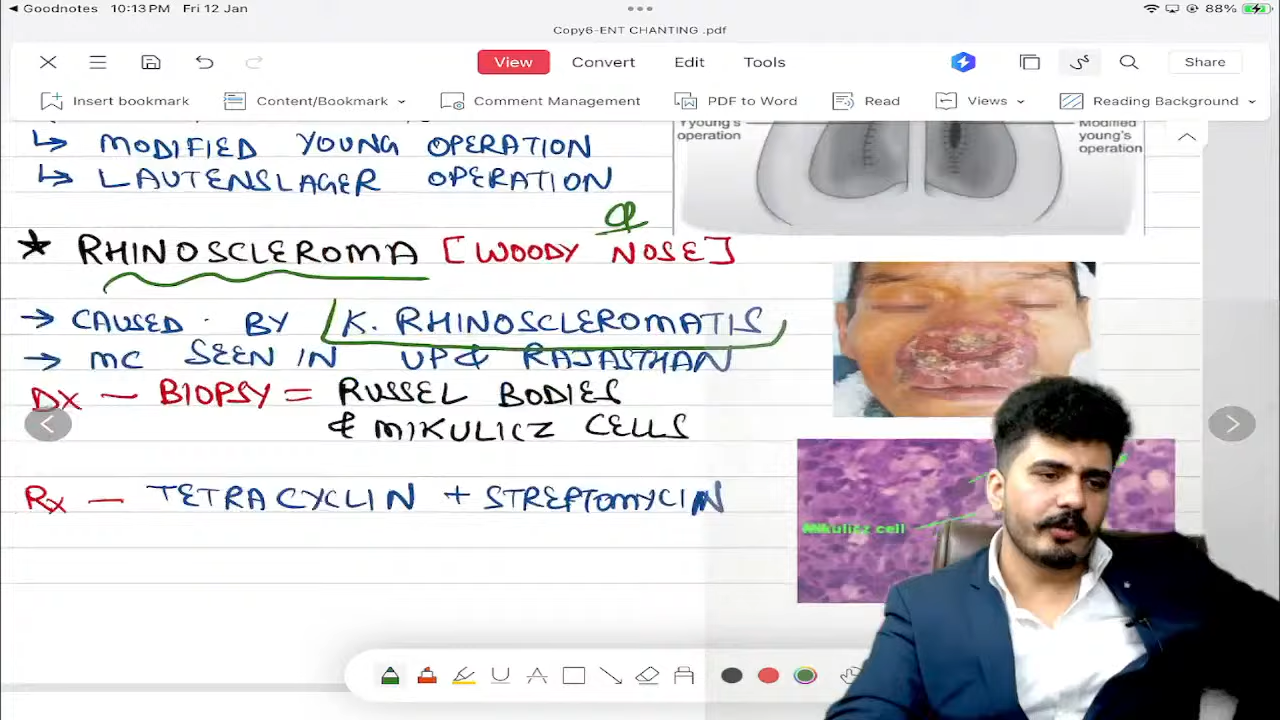 Goodnotes 10:13 PM Fri 12 Jan 88%
Copy6-ENT CHANTING .pdf
View Convert Edit Tools Share
Insert bookmark Content/Bookmark Comment Management PDF to Word Read Views Reading Background
↳ MODIFIED YOUNG OPERATION
↳ LAUTENSLAGER OPERATION
Yyoung's
operation
Modified
young's
operation
★ RHINOSCLEROMA [WOODY NOSE]
→ CAUSED BY K. RHINOSCLEROMATIS
→ MC SEEN IN UP & RAJASTHAN
DX — BIOPSY = RUSSEL BODIES
& MIKULICZ CELLS
Rx — TETRACYCLIN + STREPTOMYCIN
Mikulicz cell